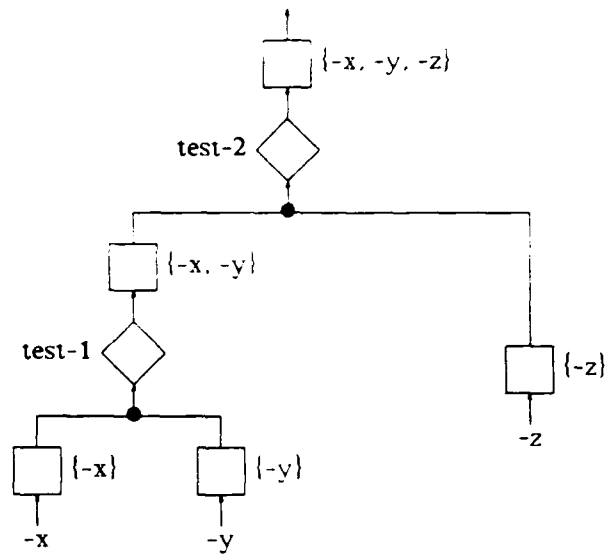 {-x, -y, -z}
test-2
{-x, -y}
test-1
{-z}
-z
{-x}
{-y}
-x
-y